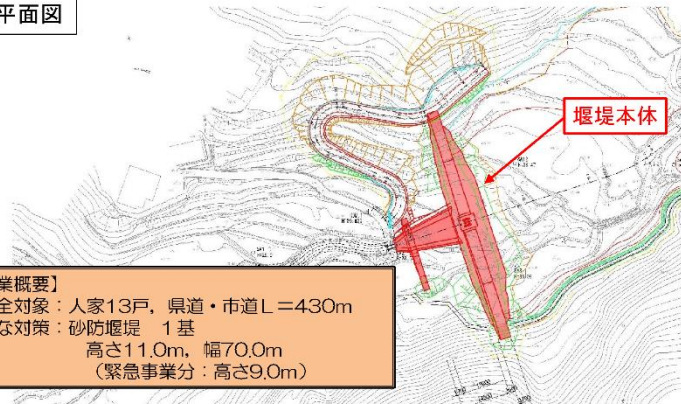 平面図
堰堤本体
業概要】
全対象：人家13戸，県道・市道Ｌ＝430m
な対策：砂防堰堤　１基
高さ11.0m，幅70.0m
（緊急事業分：高さ9.0m）